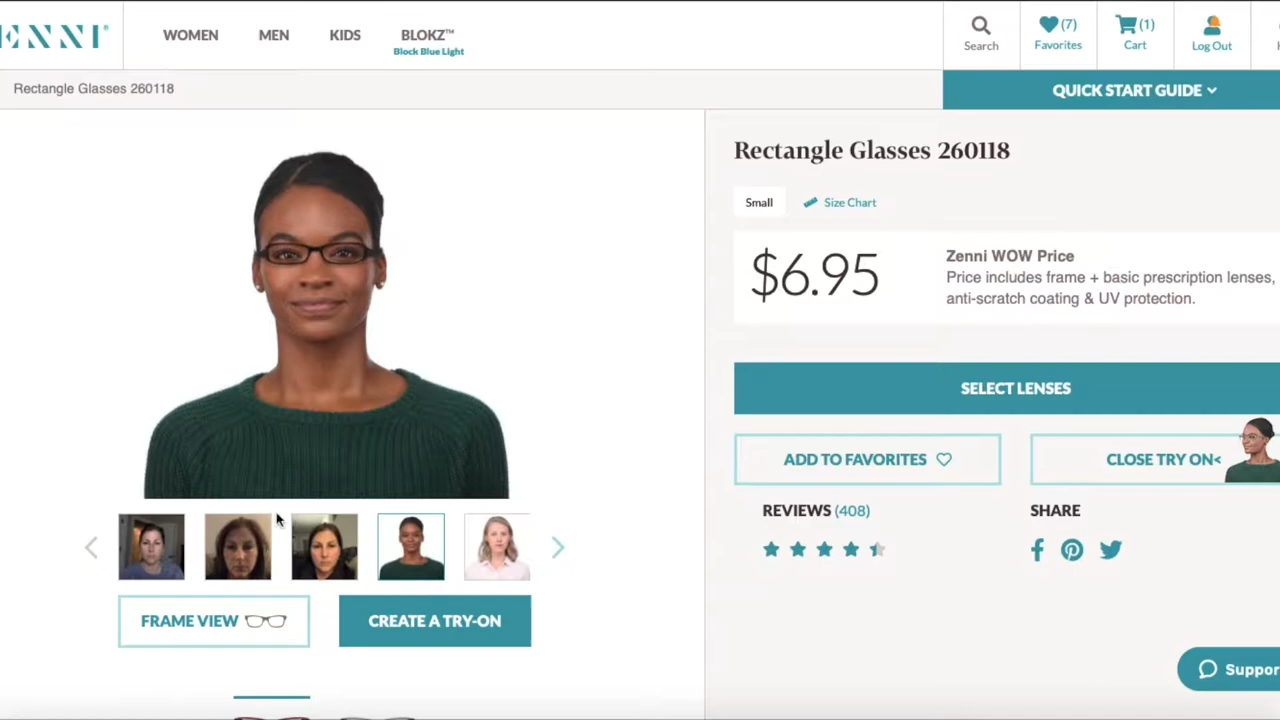 ENNI
WOMEN
MEN
KIDS
BLOKZ™
Block Blue Light
Search
(7)
Favorites
(1)
Cart
Log Out
Rectangle Glasses 260118
QUICK START GUIDE
Rectangle Glasses 260118
Small
Size Chart
$6.95
Zenni WOW Price
Price includes frame + basic prescription lenses,
anti-scratch coating & UV protection.
SELECT LENSES
ADD TO FAVORITES
CLOSE TRY ON<
REVIEWS (408)
SHARE
FRAME VIEW
CREATE A TRY-ON
Suppor